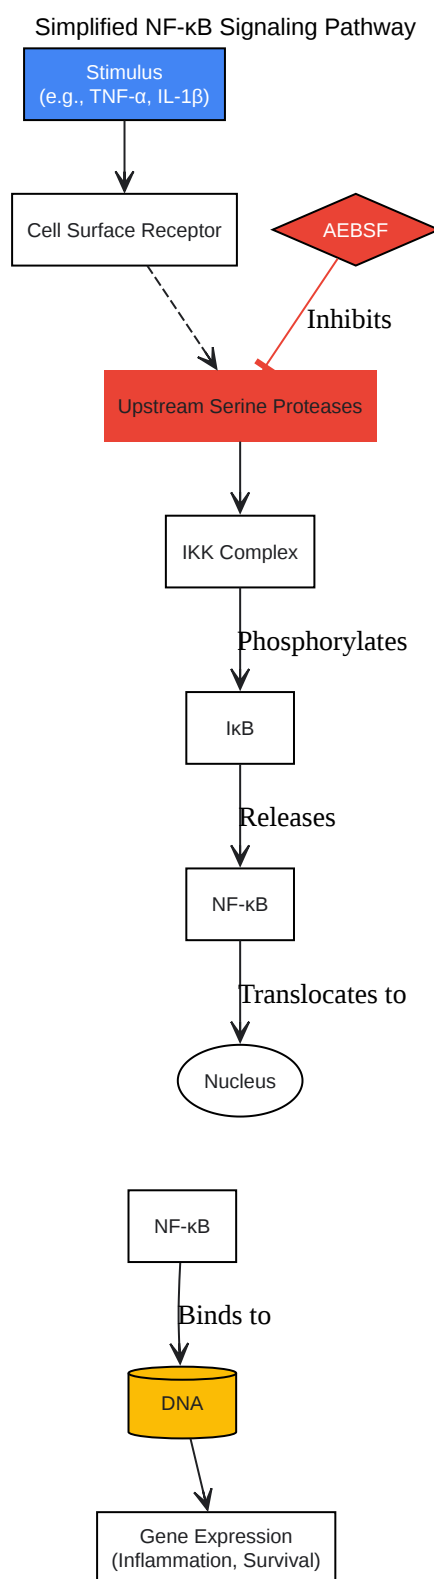 Simplified NF-κB Signaling Pathway
Stimulus
(e.g., TNF-α, IL-1β)
Cell Surface Receptor
AEBSF
Inhibits
Upstream Serine Proteases
IKK Complex
Phosphorylates
IκB
Releases
NF-κB
Translocates to
Nucleus
NF-κB
Binds to
DNA
Gene Expression
(Inflammation, Survival)